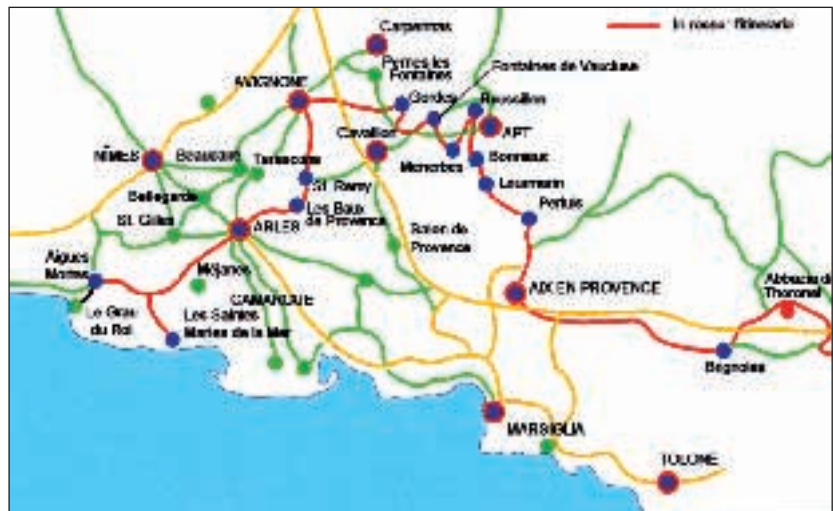 In rosso: l'itinerario
Carpentras
Pernes les
Fontaines
Fontaines de Vaucluse
AVIGNONE
Gordes
Roussillon
Cavaillon
APT
NÎMES
Beaucaire
Tarascona
Menerbes
Bonnieux
St. Remy
Lourmarin
Bellegarde
Les Baux
de Provence
Pertuis
St. Gilles
ARLES
Salon de
Provence
Aigues
Mortes
Méjanes
CAMARGUE
AIX EN PROVENCE
Abbazia di
Thoronet
Le Grau
du Roi
Les Saintes
Maries de la Mer
Brignoles
MARSIGLIA
TOLONE